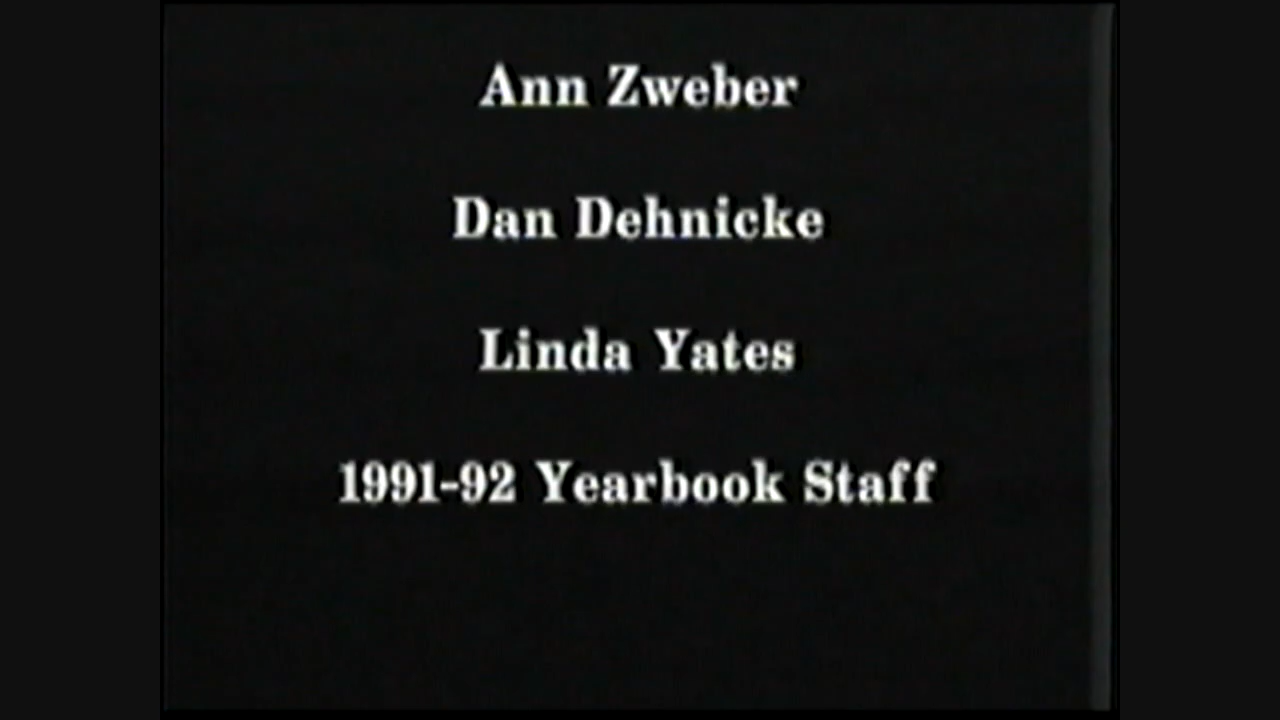 Ann Zweber
Dan Dehnicke
Linda Yates
1991-92 Yearbook Staff